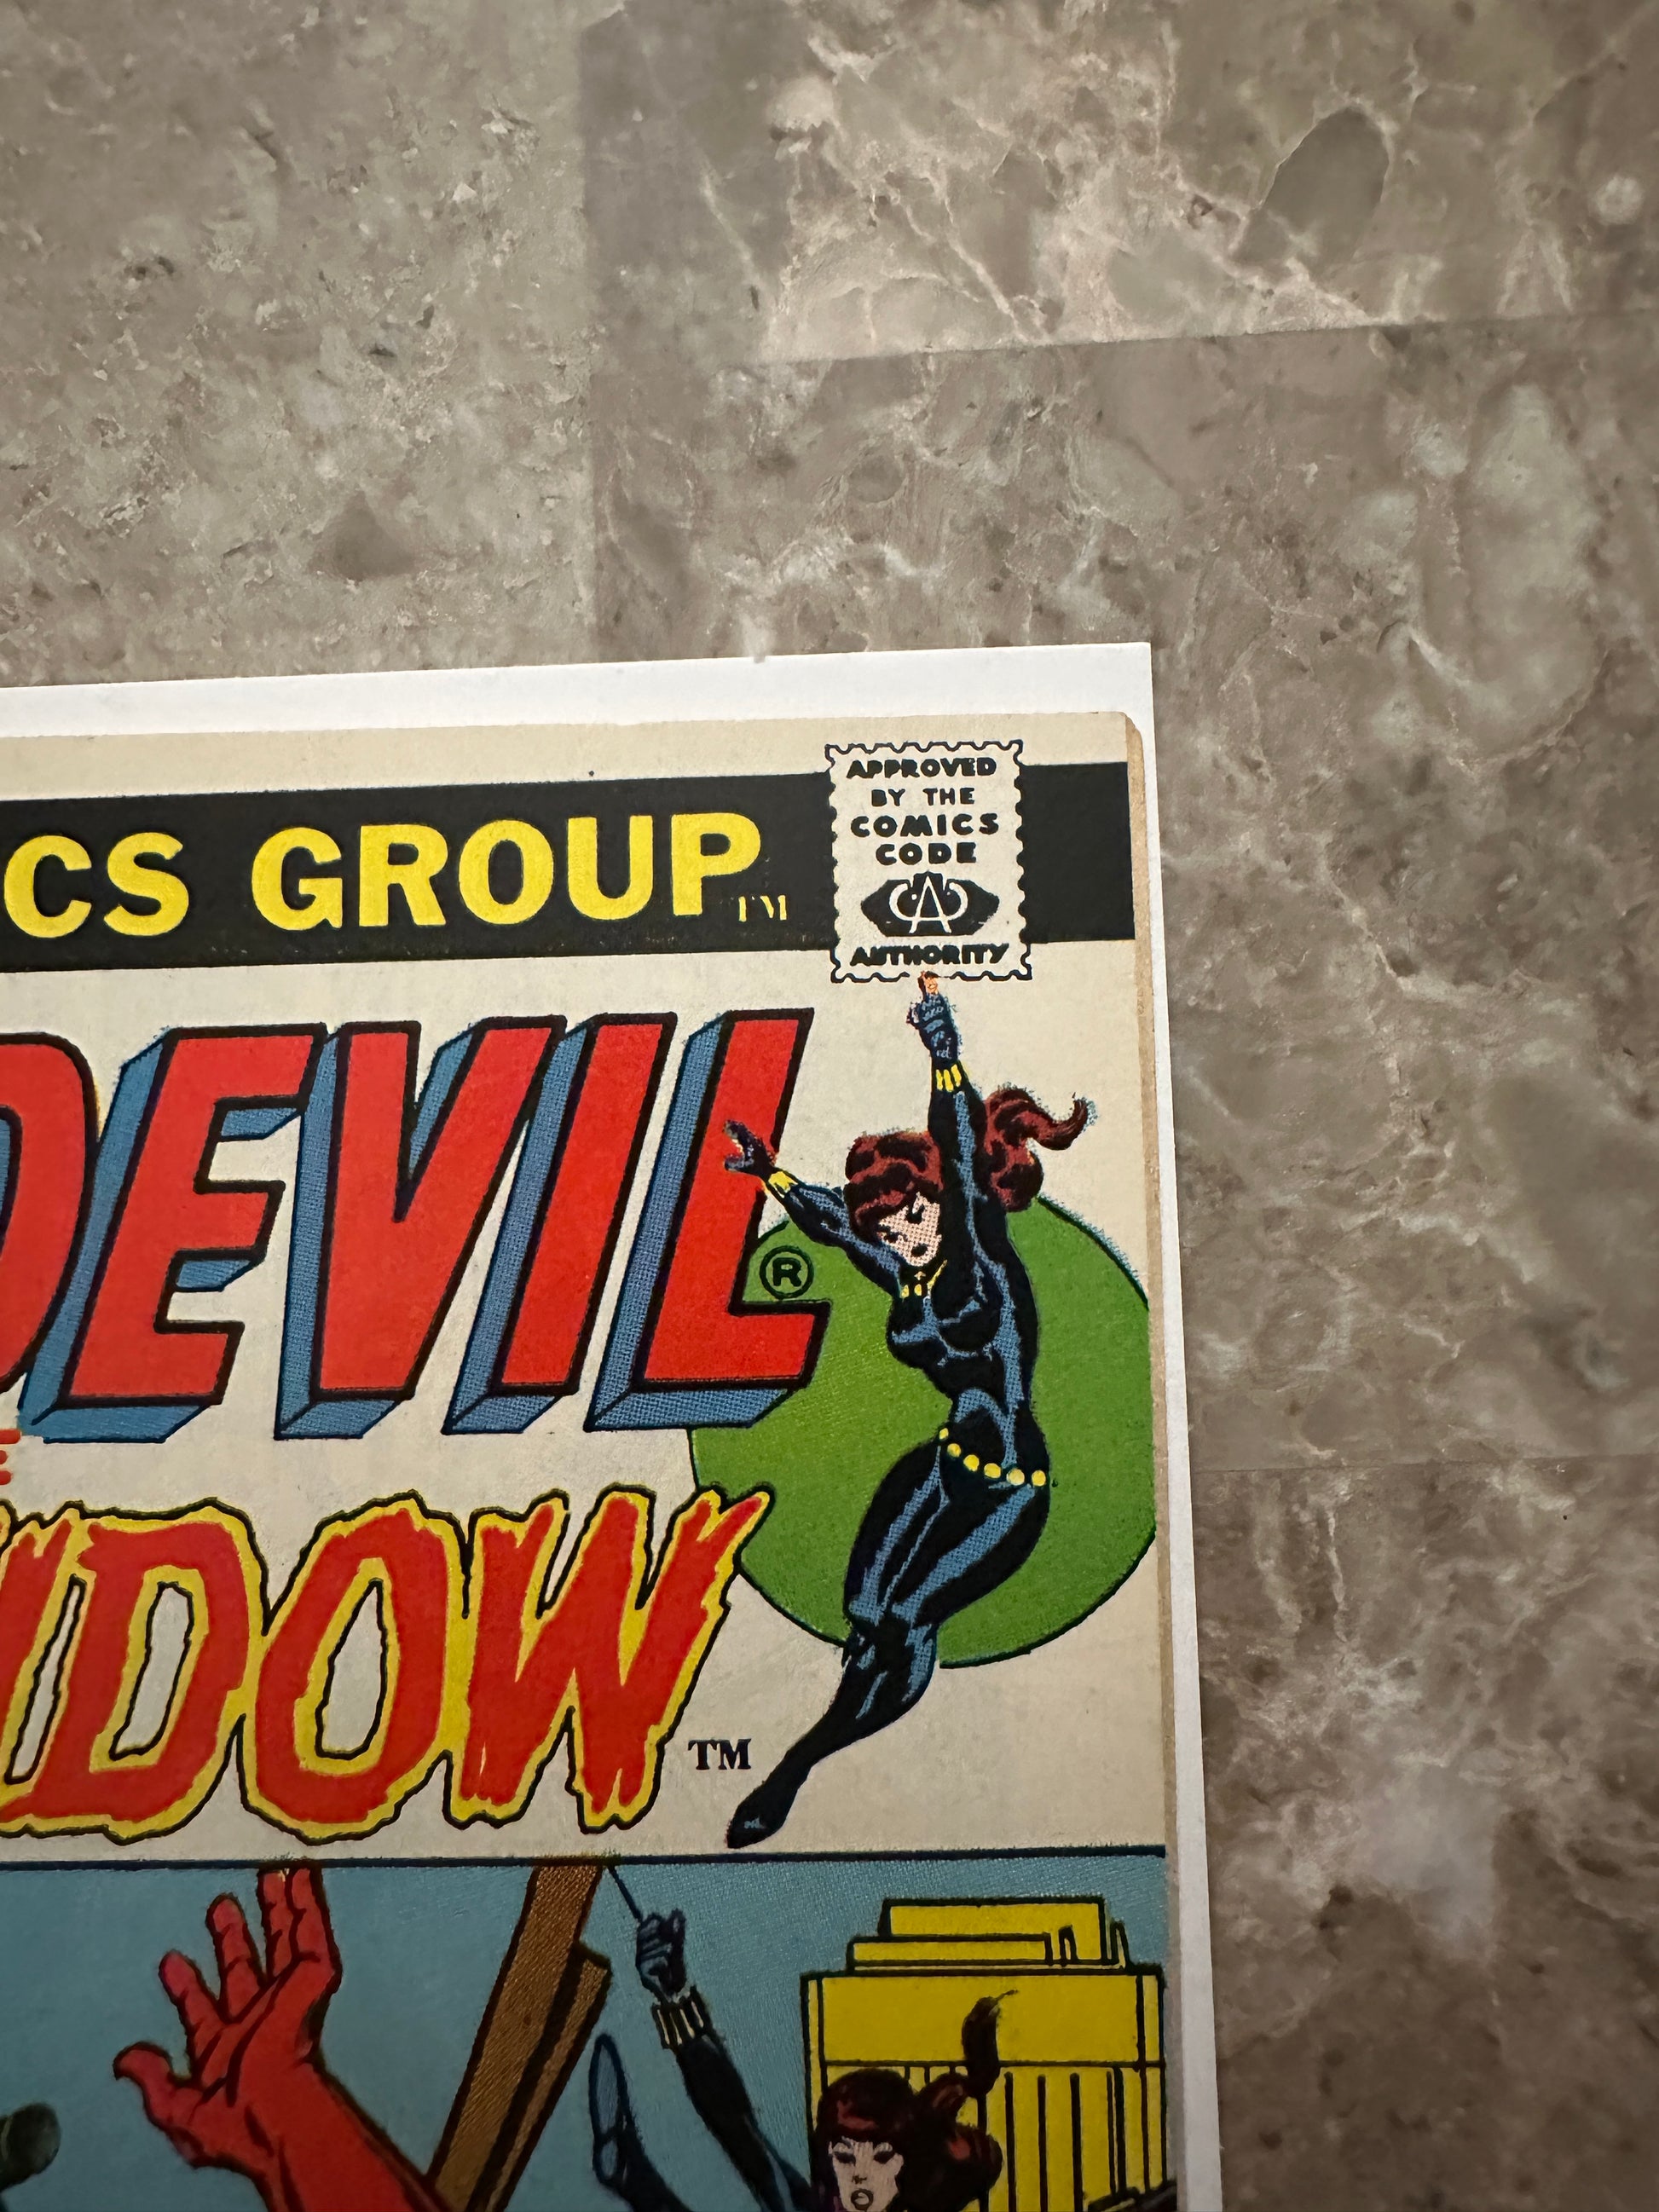 CS GROUP TM
APPROVED
BY THE
COMICS
CODE
CA
AUTHORITY
DEVIL ®
E
IDOW TM